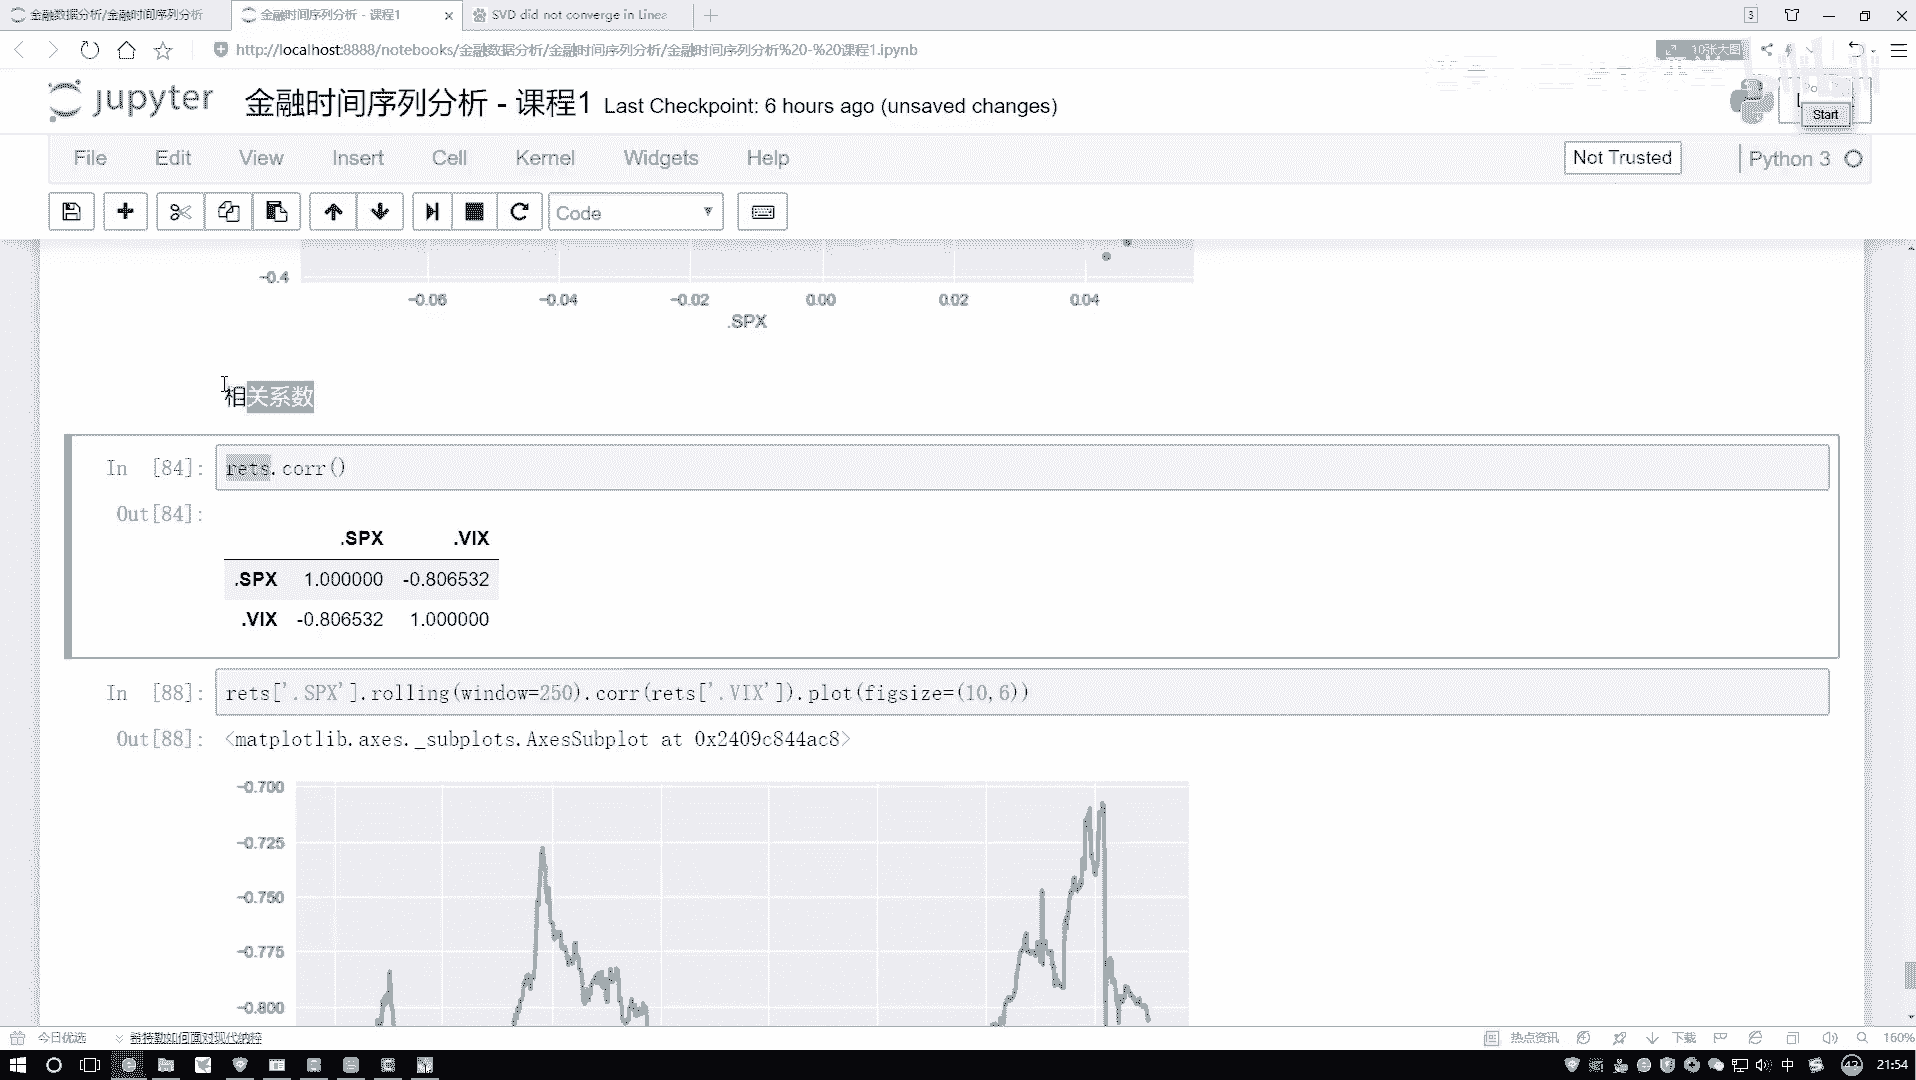 金融数据分析/金融时间序列分析
金融时间序列分析 - 课程1
SVD did not converge in Linea
3
http://localhost:8888/notebooks/金融数据分析/金融时间序列分析/金融时间序列分析%20-%20课程1.ipynb
10张大图
jupyter
金融时间序列分析 - 课程1 Last Checkpoint: 6 hours ago (unsaved changes)
Start
File Edit View Insert Cell Kernel Widgets Help
Not Trusted
Python 3
Code
-0.4
-0.06 -0.04 -0.02 0.00 0.02 0.04
.SPX
相关系数
In [84]: rets.corr()
Out[84]:
.SPX .VIX
.SPX 1.000000 -0.806532
.VIX -0.806532 1.000000
In [88]: rets['.SPX'].rolling(window=250).corr(rets['.VIX']).plot(figsize=(10,6))
Out[88]: <matplotlib.axes._subplots.AxesSubplot at 0x2409c844ac8>
-0.700
-0.725
-0.750
-0.775
-0.800
今日优选
热点资讯
下载
160%
中
21:54